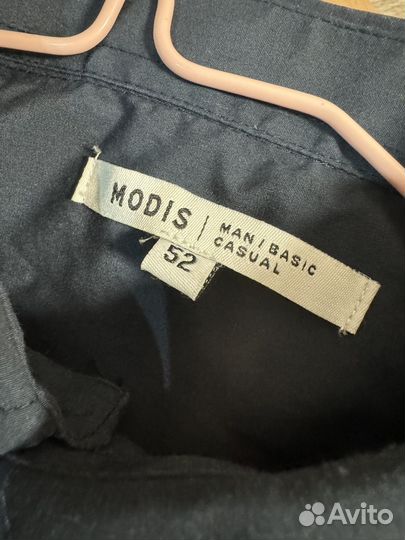 MODIS | MAN / BASIC
CASUAL
52
Avito